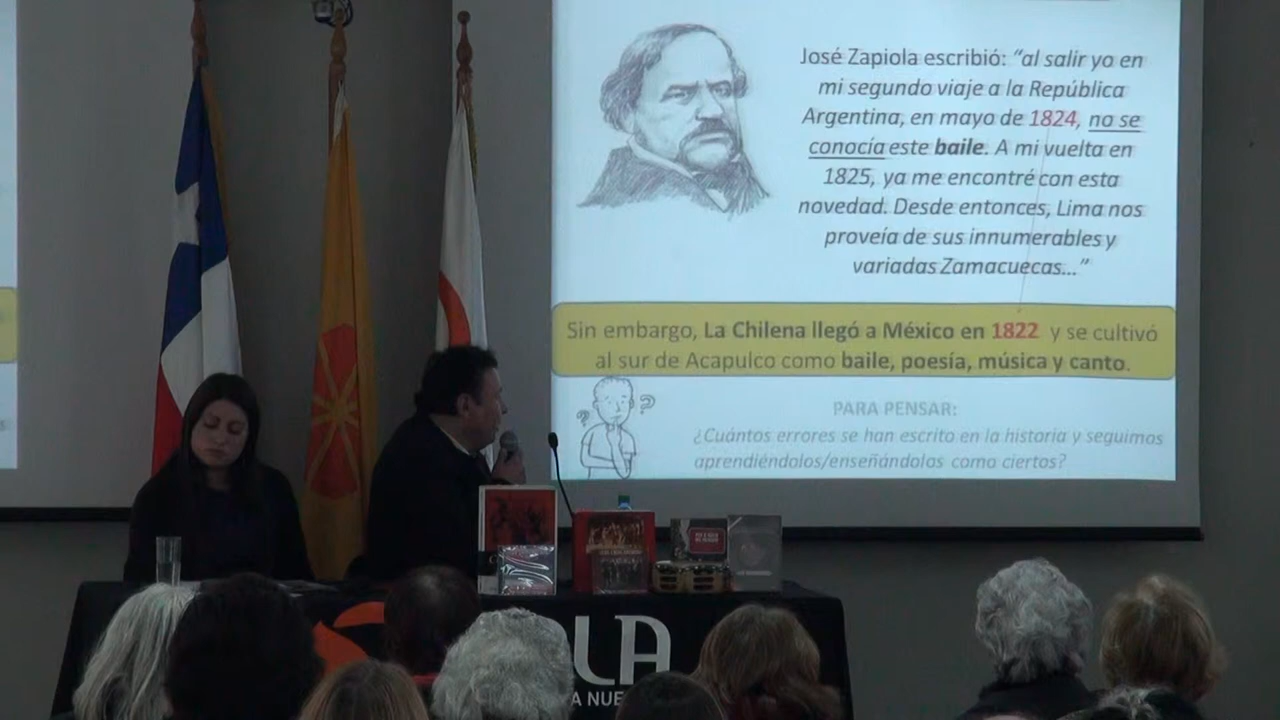 José Zapiola escribió: “al salir yo en
mi segundo viaje a la República
Argentina, en mayo de 1824, no se
conocía este baile. A mi vuelta en
1825, ya me encontré con esta
novedad. Desde entonces, Lima nos
proveía de sus innumerables y
variadas Zamacuecas...”
Sin embargo, La Chilena llegó a México en 1822 y se cultivó
al sur de Acapulco como baile, poesía, música y canto.
? ?
PARA PENSAR:
¿Cuántos errores se han escrito en la historia y seguimos
aprendiéndolos/enseñándolos como ciertos?
LA
A NUE